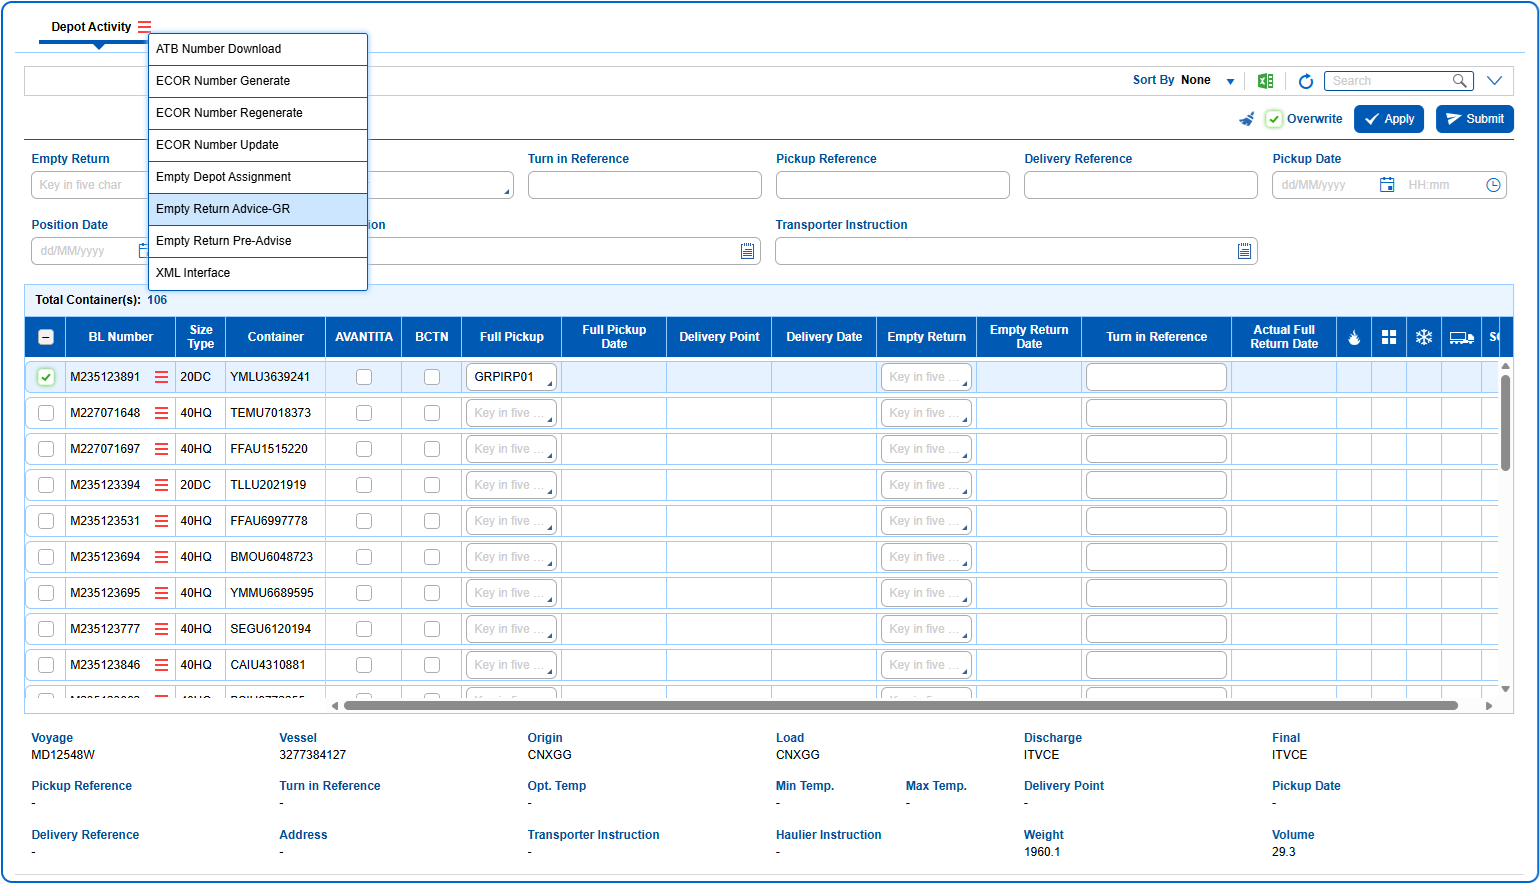 Depot Activity
ATB Number Download
ECOR Number Generate
ECOR Number Regenerate
ECOR Number Update
Empty Depot Assignment
Empty Return Advice-GR
Empty Return Pre-Advise
XML Interface
Sort By None
Search
Overwrite Apply Submit
Empty Return Turn in Reference Pickup Reference Delivery Reference Pickup Date
Key in five char dd/MM/yyyy HH:mm
Position Date Transporter Instruction
dd/MM/yyyy
Total Container(s): 106
BL Number Size Type Container AVANTITA BCTN Full Pickup Full Pickup Date Delivery Point Delivery Date Empty Return Empty Return Date Turn in Reference Actual Full Return Date
M235123891 20DC YMLU3639241 GRPIRP01 Key in five ...
M227071648 40HQ TEMU7018373 Key in five ... Key in five ...
M227071697 40HQ FFAU1515220 Key in five ... Key in five ...
M235123394 20DC TLLU2021919 Key in five ... Key in five ...
M235123531 40HQ FFAU6997778 Key in five ... Key in five ...
M235123694 40HQ BMOU6048723 Key in five ... Key in five ...
M235123695 40HQ YMMU6689595 Key in five ... Key in five ...
M235123777 40HQ SEGU6120194 Key in five ... Key in five ...
M235123846 40HQ CAIU4310881 Key in five ... Key in five ...
Voyage Vessel Origin Load Discharge Final
MD12548W 3277384127 CNXGG CNXGG ITVCE ITVCE
Pickup Reference Turn in Reference Opt. Temp Min Temp. Max Temp. Delivery Point Pickup Date
- - - - - - -
Delivery Reference Address Transporter Instruction Haulier Instruction Weight Volume
- - - - 1960.1 29.3